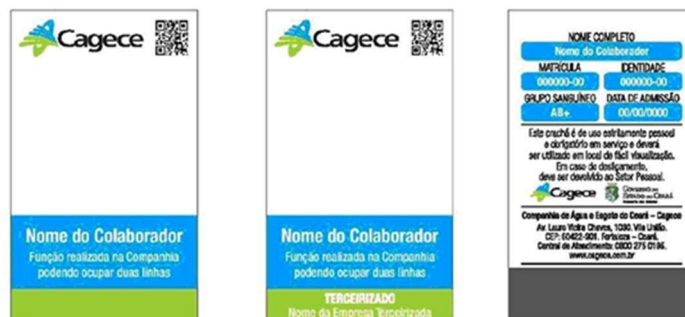 Cagece
Nome do Colaborador
Função realizada na Companhia
podendo ocupar duas linhas
Cagece
Nome do Colaborador
Função realizada na Companhia
podendo ocupar duas linhas
TERCEIRIZADO
Nome da Empresa Terceirizada
NOME COMPLETO
Nome do Colaborador
MATRÍCULA IDENTIDADE
000000-00 000000-00
GRUPO SANGUÍNEO DATA DE ADMISSÃO
AB+ 00/00/0000
Este crachá é de uso estritamente pessoal
e obrigatório em serviço e deverá
ser utilizado em local de fácil visualização.
Em caso de desligamento,
deve ser devolvido ao Setor Pessoal.
Cagece Governo do
Estado do Ceará
Companhia de Água e Esgoto do Ceará – Cagece
Av. Lauro Vieira Chaves, 1030. Vila União.
CEP: 60422-901. Fortaleza – Ceará.
Central de Atendimento: 0800 275 0195.
www.cagece.com.br